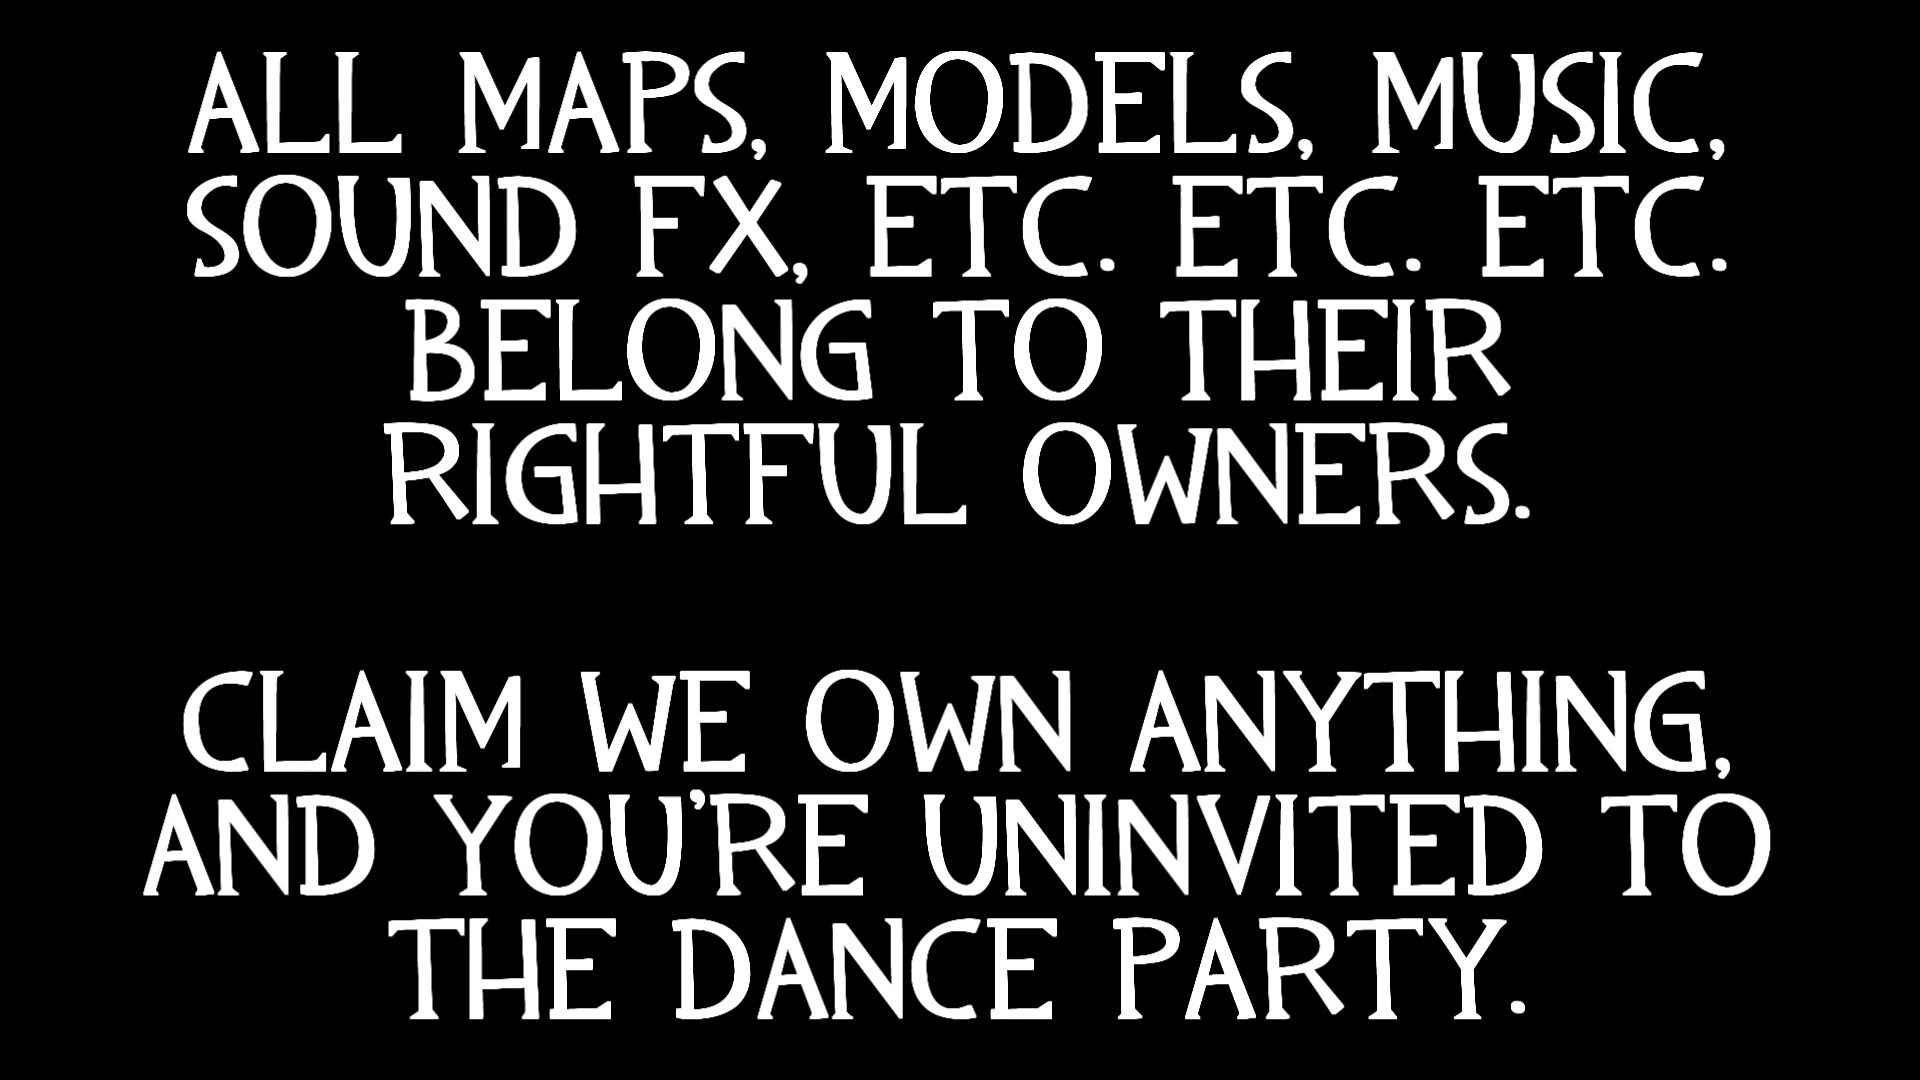 ALL MAPS, MODELS, MUSIC,
SOUND FX, ETC. ETC. ETC.
BELONG TO THEIR
RIGHTFUL OWNERS.
CLAIM WE OWN ANYTHING,
AND YOU'RE UNINVITED TO
THE DANCE PARTY.